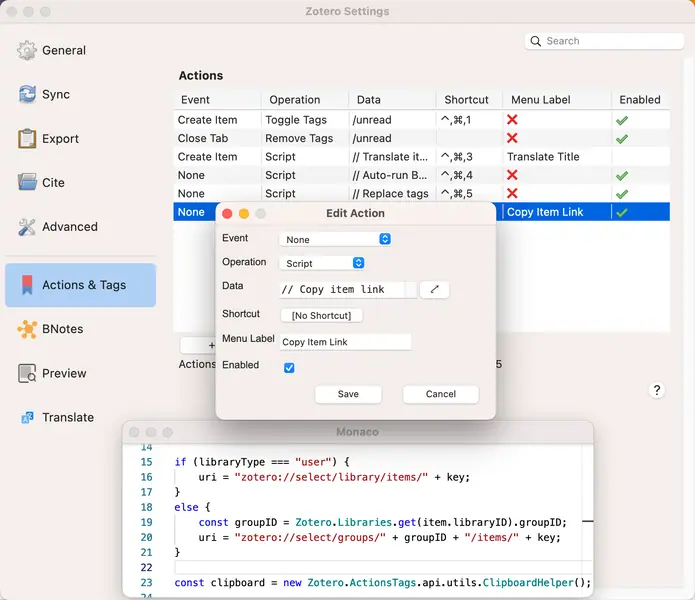 Zotero Settings
Search
General
Sync
Export
Cite
Advanced
Actions & Tags
BNotes
Preview
Translate
Actions
Event Operation Data Shortcut Menu Label Enabled
Create Item Toggle Tags /unread ^,⌘,1
Close Tab Remove Tags /unread
Create Item Script // Translate it... ^,⌘,3 Translate Title
None Script // Auto-run B... ^,⌘,4
None Script // Replace tags ^,⌘,5
None Copy Item Link
+
Actions 5
?
Edit Action
Event None
Operation Script
Data // Copy item link
Shortcut [No Shortcut]
Menu Label Copy Item Link
Enabled
Save Cancel
Monaco
14
15 if (libraryType === "user") {
16 uri = "zotero://select/library/items/" + key;
17 }
18 else {
19 const groupID = Zotero.Libraries.get(item.libraryID).groupID;
20 uri = "zotero://select/groups/" + groupID + "/items/" + key;
21 }
22
23 const clipboard = new Zotero.ActionsTags.api.utils.ClipboardHelper();
24